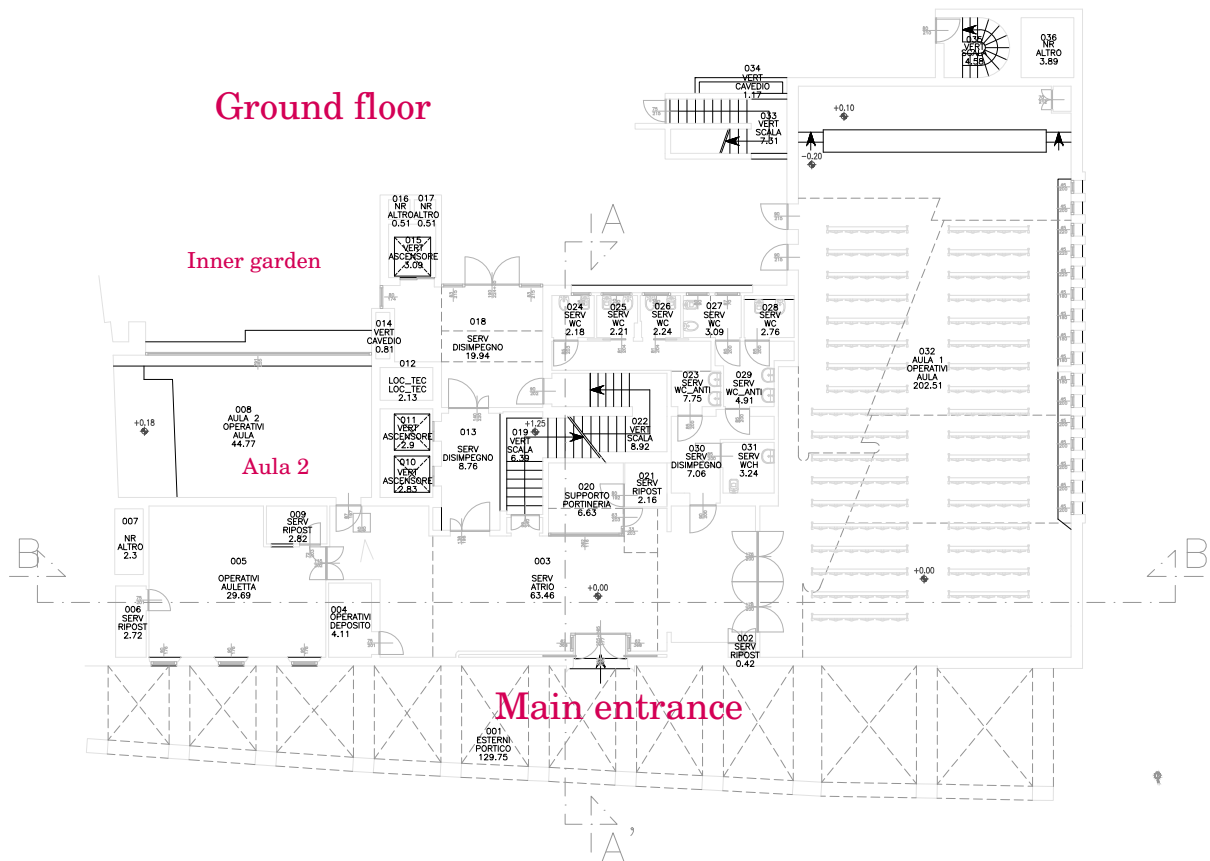 035
VERT
SCALA
4.58
036
NR
ALTRO
3.89
034
VERT
CAVEDIO
1.17
Ground floor
+0.10
033
VERT
SCALA
7.31
-0.20
016
NR
ALTRO
0.51
017
NR
ALTRO
0.51
A
015
VERT
ASCENSORE
3.09
Inner garden
024
SERV
WC
2.18
025
SERV
WC
2.21
026
SERV
WC
2.24
027
SERV
WC
3.09
028
SERV
WC
2.76
014
VERT
CAVEDIO
0.81
018
SERV
DISIMPEGNO
19.94
032
AULA 1
OPERATIVI
AULA
202.51
012
LOC_TEC
LOC_TEC
2.13
023
SERV
WC_ANTI
7.75
029
SERV
WC_ANTI
4.91
008
AULA 2
OPERATIVI
AULA
44.77
+0.18
011
VERT
ASCENSORE
2.9
013
SERV
DISIMPEGNO
8.76
019
VERT
SCALA
6.39
+1.25
022
VERT
SCALA
8.92
030
SERV
DISIMPEGNO
7.06
031
SERV
WCH
3.24
Aula 2
010
VERT
ASCENSORE
2.83
021
SERV
RIPOST
2.16
020
SUPPORTO
PORTINERIA
6.63
007
NR
ALTRO
2.3
009
SERV
RIPOST
2.82
B
005
OPERATIVI
AULETTA
29.69
003
SERV
ATRIO
63.46
+0.00
+0.00
B
006
SERV
RIPOST
2.72
004
OPERATIVI
DEPOSITO
4.11
002
SERV
RIPOST
0.42
Main entrance
001
ESTERNI
PORTICO
129.75
A,